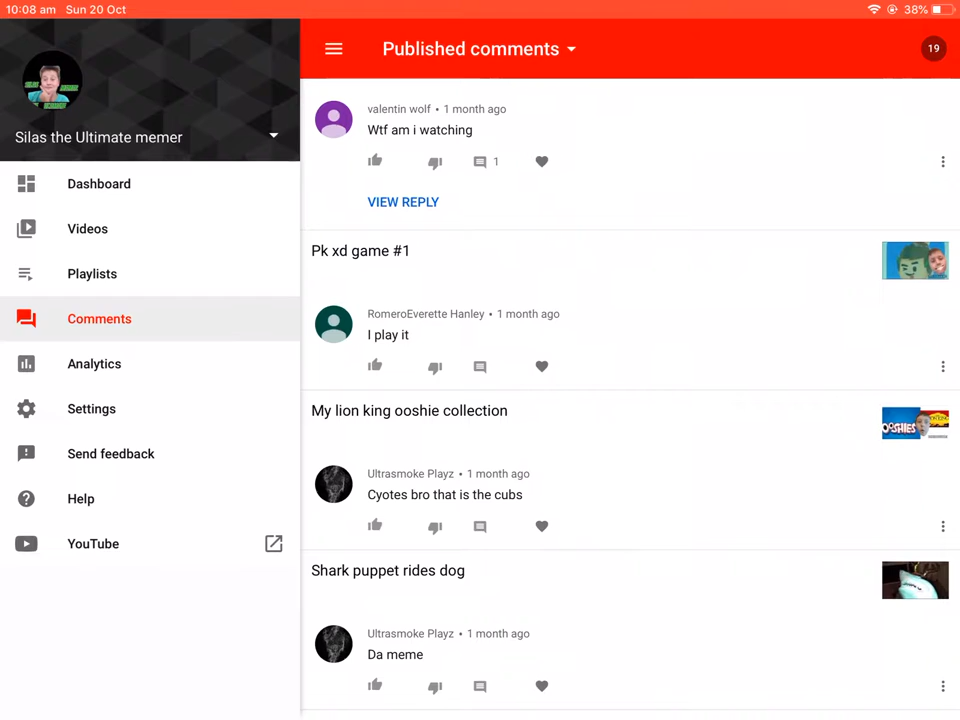 10:08 am Sun 20 Oct
38%
Silas the Ultimate memer
Dashboard
Videos
Playlists
Comments
Analytics
Settings
Send feedback
Help
YouTube
Published comments
19
valentin wolf • 1 month ago
Wtf am i watching
1
VIEW REPLY
Pk xd game #1
RomeroEverette Hanley • 1 month ago
I play it
My lion king ooshie collection
OOSHIES
Ultrasmoke Playz • 1 month ago
Cyotes bro that is the cubs
Shark puppet rides dog
Ultrasmoke Playz • 1 month ago
Da meme